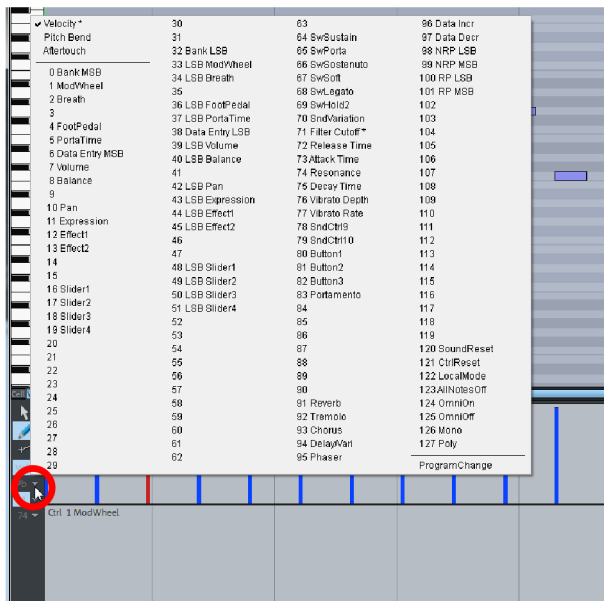 Velocity *
Pitch Bend
Aftertouch
0 Bank MSB
1 ModWheel
2 Breath
3
4 FootPedal
5 PortaTime
6 Data Entry MSB
7 Volume
8 Balance
9
10 Pan
11 Expression
12 Effect1
13 Effect2
14
15
16 Slider1
17 Slider2
18 Slider3
19 Slider4
20
21
22
23
24
25
26
27
28
29
30
31
32 Bank LSB
33 LSB ModWheel
34 LSB Breath
35
36 LSB FootPedal
37 LSB PortaTime
38 Data Entry LSB
39 LSB Volume
40 LSB Balance
41
42 LSB Pan
43 LSB Expression
44 LSB Effect1
45 LSB Effect2
46
47
48 LSB Slider1
49 LSB Slider2
50 LSB Slider3
51 LSB Slider4
52
53
54
56
57
58
59
60
61
62
63
64 SwSustain
65 SwPorta
66 SwSostenuto
67 SwSoft
68 SwLegato
69 SwHold2
70 SndVariation
71 Filter Cutoff *
72 Release Time
73 Attack Time
74 Resonance
75 Decay Time
76 Vibrato Depth
77 Vibrato Rate
78 SndCtrl9
79 SndCtrl10
80 Button1
81 Button2
82 Button3
83 Portamento
84
85
86
87
88
89
90
91 Reverb
92 Tremolo
93 Chorus
94 DelayVari
95 Phaser
96 Data Incr
97 Data Decr
98 NRP LSB
99 NRP MSB
100 RP LSB
101 RP MSB
102
103
104
105
106
107
108
109
110
111
112
113
114
115
116
117
118
119
120 SoundReset
121 CtrlReset
122 LocalMode
123 AllNotesOff
124 OmniOn
125 OmniOff
126 Mono
127 Poly
ProgramChange
74
Ctrl 1 ModWheel